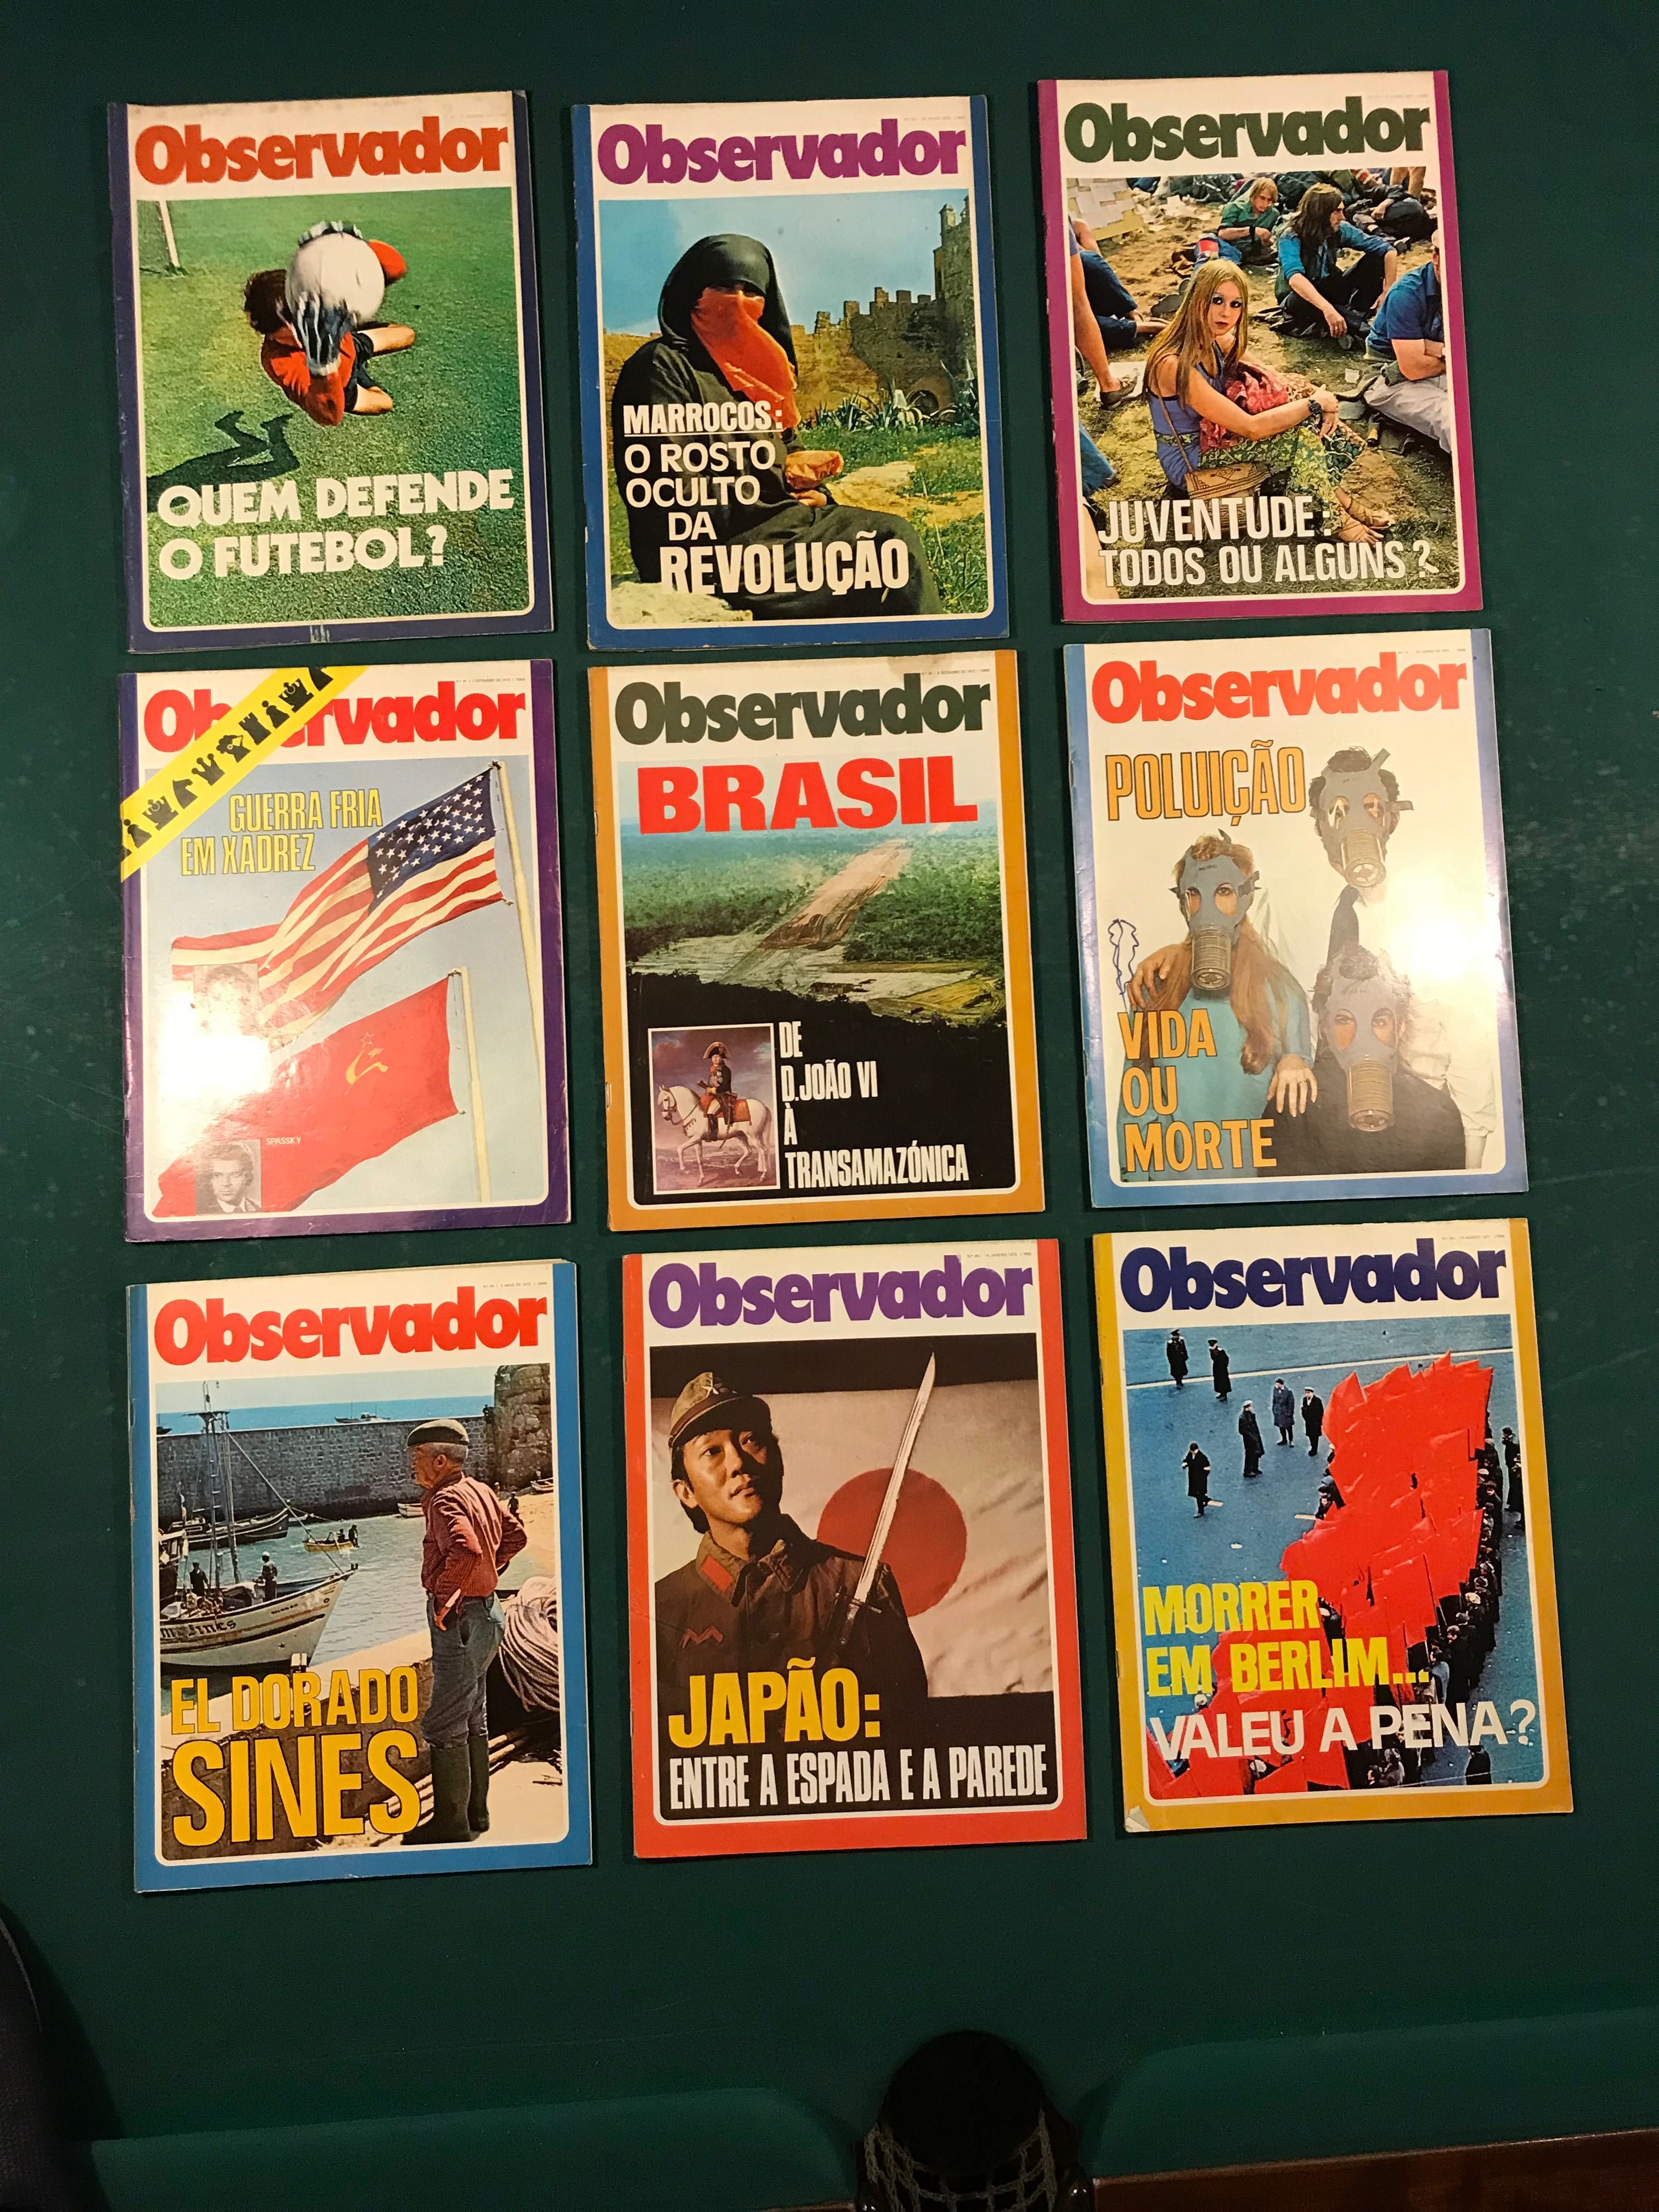 Observador
QUEM DEFENDE
O FUTEBOL?
Observador
MARROCOS:
O ROSTO
OCULTO
DA
REVOLUÇÃO
Observador
JUVENTUDE:
TODOS OU ALGUNS?
Observador
GUERRA FRIA
EM XADREZ
SPASSKY
Observador
BRASIL
DE
D.JOÃO VI
À
TRANSAMAZÓNICA
Observador
POLUIÇÃO
VIDA
OU
MORTE
Observador
EL DORADO
SINES
Observador
JAPÃO:
ENTRE A ESPADA E A PAREDE
Observador
MORRER
EM BERLIM...
VALEU A PENA?